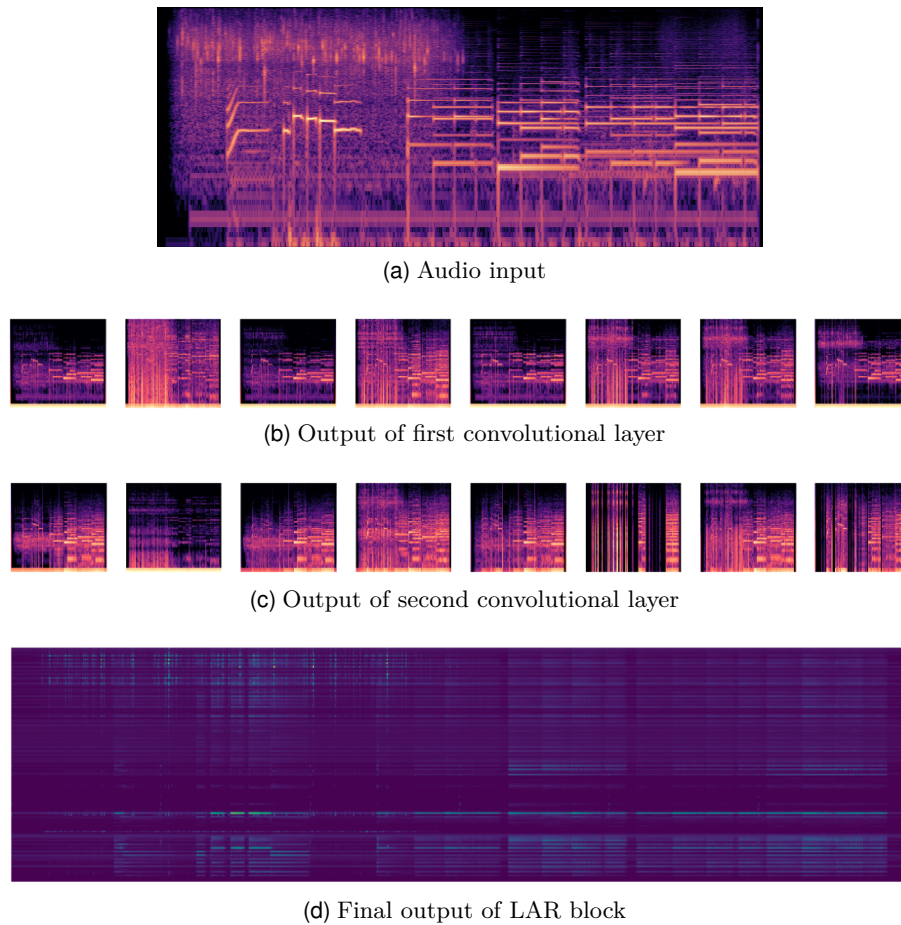 (a) Audio input
(b) Output of first convolutional layer
(c) Output of second convolutional layer
(d) Final output of LAR block